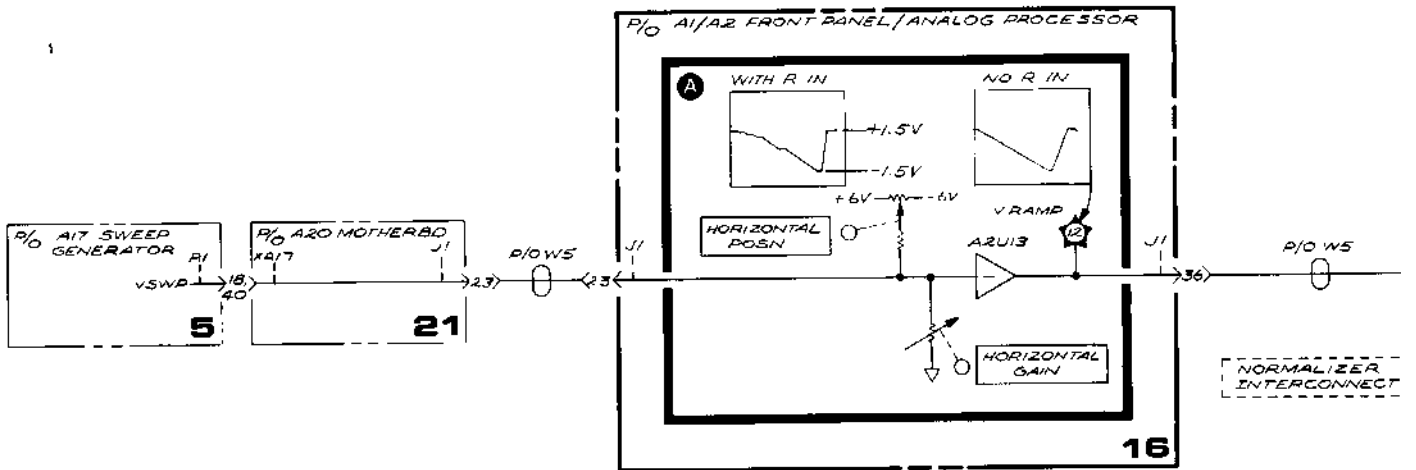 P/O A1/A2 FRONT PANEL/ANALOG PROCESSOR
A
WITH R IN
NO R IN
+1.5V
-1.5V
+6V
-6V
V RAMP
12
HORIZONTAL
POSN
A2U13
HORIZONTAL
GAIN
P/O A17 SWEEP
GENERATOR
P1
VSWP
18,
40
5
P/O A20 MOTHERBD
XA17
J1
21
23
P/O W5
23
J1
J1
36
P/O W5
16
NORMALIZER
INTERCONNECT